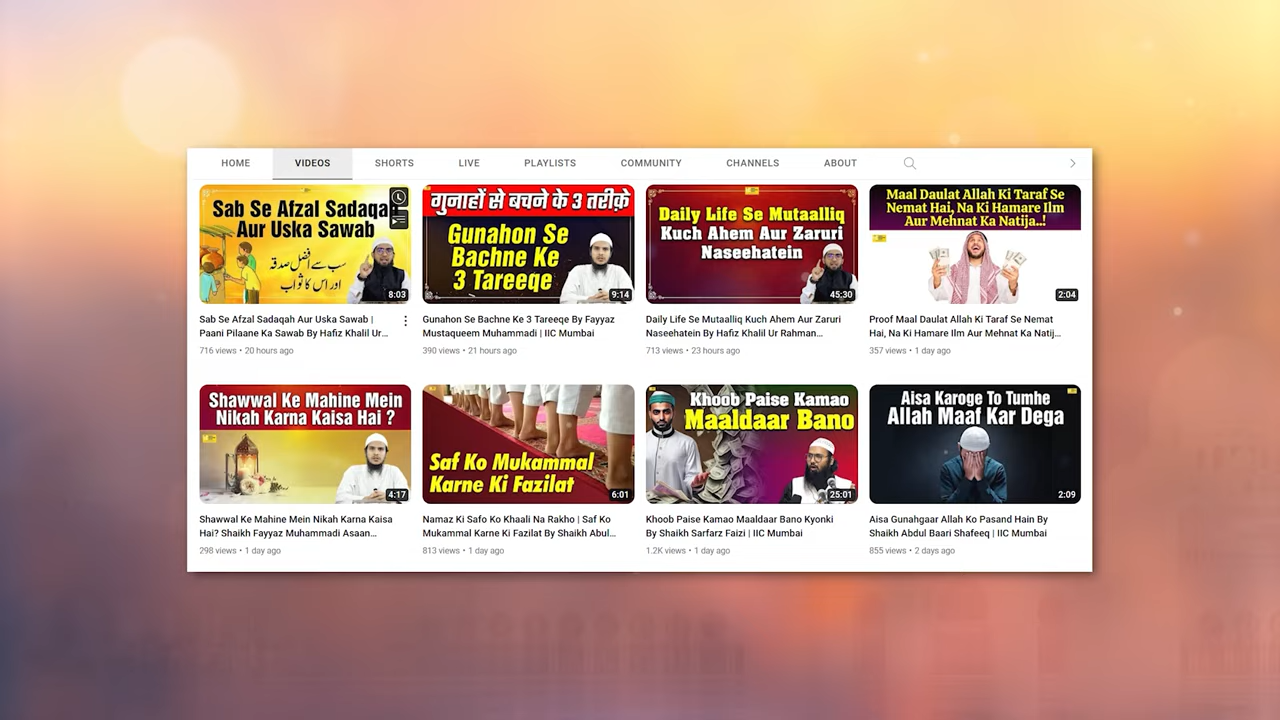 HOME VIDEOS SHORTS LIVE PLAYLISTS COMMUNITY CHANNELS ABOUT
Sab Se Afzal Sadaqa
Aur Uska Sawab
سب سے افضل صدقہ
اور اس کا ثواب
8:03
Sab Se Afzal Sadaqah Aur Uska Sawab |
Paani Pilaane Ka Sawab By Hafiz Khalil Ur...
716 views • 20 hours ago
गुनाहों से बचने के 3 तरीक़े
Gunahon Se
Bachne Ke
3 Tareeqe
9:14
Gunahon Se Bachne Ke 3 Tareeqe By Fayyaz
Mustaqueem Muhammadi | IIC Mumbai
390 views • 21 hours ago
Daily Life Se Mutaalliq
Kuch Ahem Aur Zaruri
Naseehatein
45:30
Daily Life Se Mutaalliq Kuch Ahem Aur Zaruri
Naseehatein By Hafiz Khalil Ur Rahman...
713 views • 23 hours ago
Maal Daulat Allah Ki Taraf Se
Nemat Hai, Na Ki Hamare Ilm
Aur Mehnat Ka Natija..!
2:04
Proof Maal Daulat Allah Ki Taraf Se Nemat
Hai, Na Ki Hamare Ilm Aur Mehnat Ka Natij...
357 views • 1 day ago
Shawwal Ke Mahine Mein
Nikah Karna Kaisa Hai ?
4:17
Shawwal Ke Mahine Mein Nikah Karna Kaisa
Hai? Shaikh Fayyaz Muhammadi Asaan...
298 views • 1 day ago
Saf Ko Mukammal
Karne Ki Fazilat
6:01
Namaz Ki Safo Ko Khaali Na Rakho | Saf Ko
Mukammal Karne Ki Fazilat By Shaikh Abul...
813 views • 1 day ago
Khoob Paise Kamao
Maaldaar Bano
25:01
Khoob Paise Kamao Maaldaar Bano Kyonki
By Shaikh Sarfarz Faizi | IIC Mumbai
1.2K views • 1 day ago
Aisa Karoge To Tumhe
Allah Maaf Kar Dega
2:09
Aisa Gunahgaar Allah Ko Pasand Hain By
Shaikh Abdul Baari Shafeeq | IIC Mumbai
855 views • 2 days ago